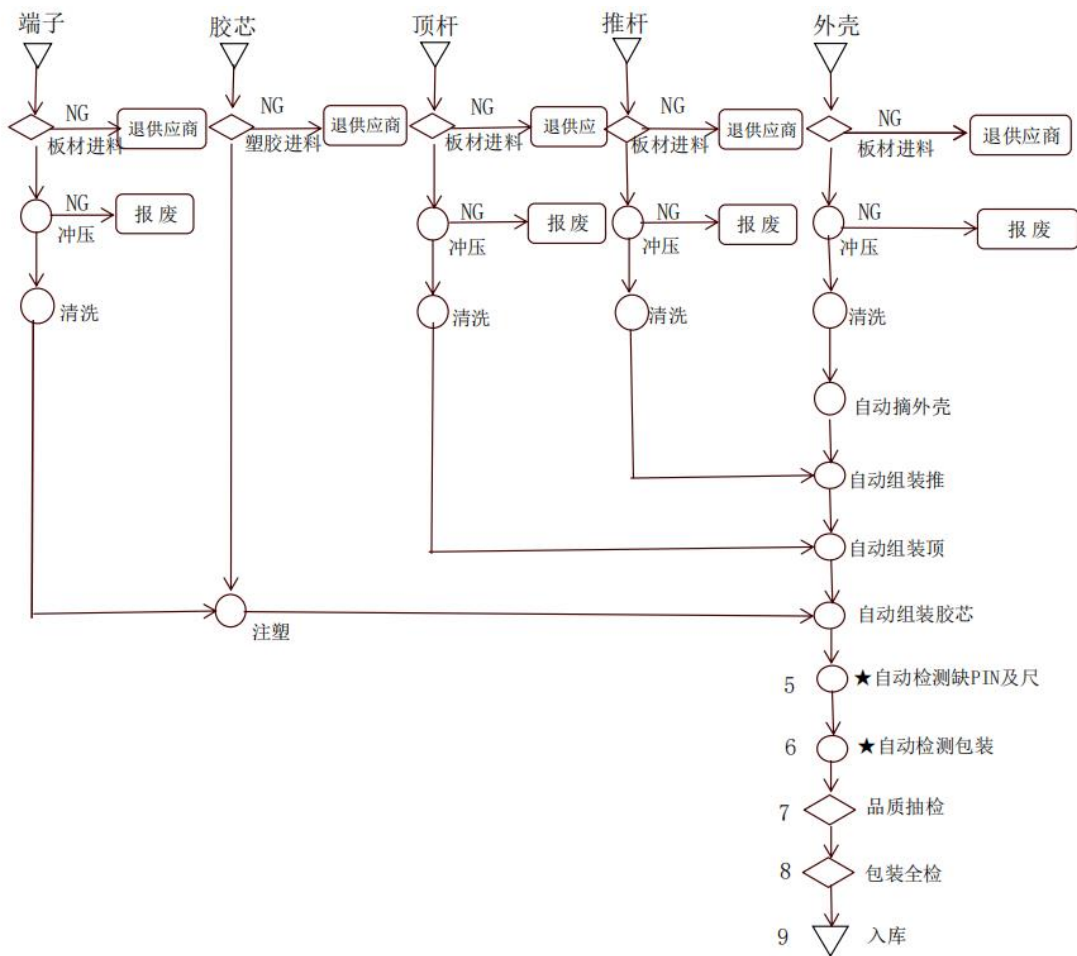 端子
胶芯
顶杆
推杆
外壳
NG
退供应商
板材进料
NG
退供应商
塑胶进料
NG
退供应
板材进料
NG
退供应商
板材进料
NG
退供应商
板材进料
NG
报废
冲压
NG
报废
冲压
NG
报废
冲压
NG
报废
冲压
清洗
清洗
清洗
清洗
自动摘外壳
自动组装推
自动组装顶
注塑
自动组装胶芯
5 ★自动检测缺PIN及尺
6 ★自动检测包装
7 品质抽检
8 包装全检
9 入库